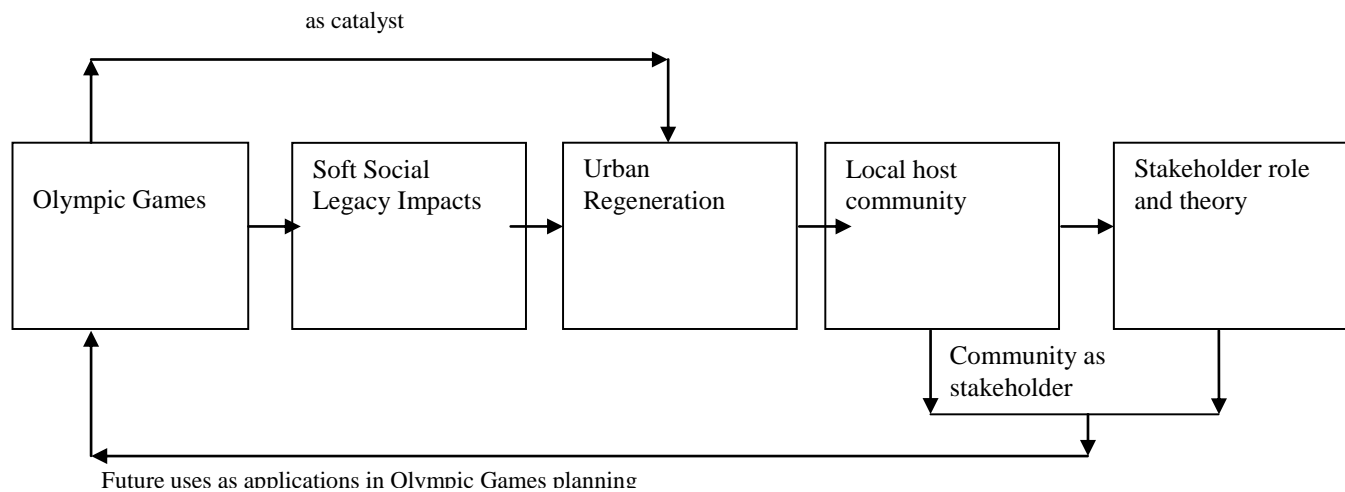 as catalyst
Olympic Games
Soft Social
Legacy Impacts
Urban
Regeneration
Local host
community
Stakeholder role
and theory
Community as
stakeholder
Future uses as applications in Olympic Games planning